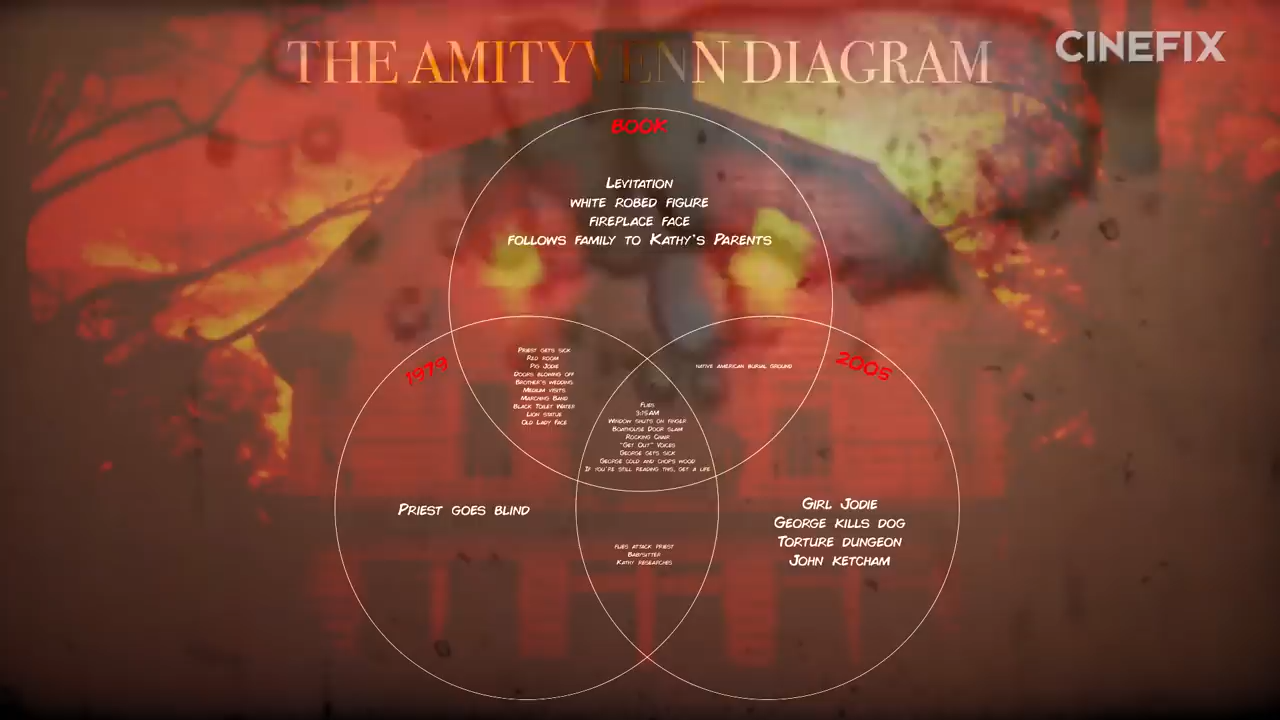 THE AMITYVENN DIAGRAM
CINEFIX
BOOK
LEVITATION
WHITE ROBED FIGURE
FIREPLACE FACE
FOLLOWS FAMILY TO KATHY'S PARENTS
1979
2005
PRIEST GETS SICK
RED ROOM
PIG JODIE
DOORS BLOWING OFF
BROTHER'S WEDDING
MEDIUM VISITS
MARCHING BAND
BLACK TOILET WATER
LION STATUE
OLD LADY FACE
NATIVE AMERICAN BURIAL GROUND
FLIES
3:15AM
WINDOW SHUTS ON FINGER
BOATHOUSE DOOR SLAM
ROCKING CHAIR
"GET OUT" VOICES
GEORGE GETS SICK
GEORGE COLD AND CHOPS WOOD
IF YOU'RE STILL READING THIS, GET A LIFE
PRIEST GOES BLIND
GIRL JODIE
GEORGE KILLS DOG
TORTURE DUNGEON
JOHN KETCHAM
FLIES ATTACK PRIEST
BABYSITTER
KATHY RESEARCHES